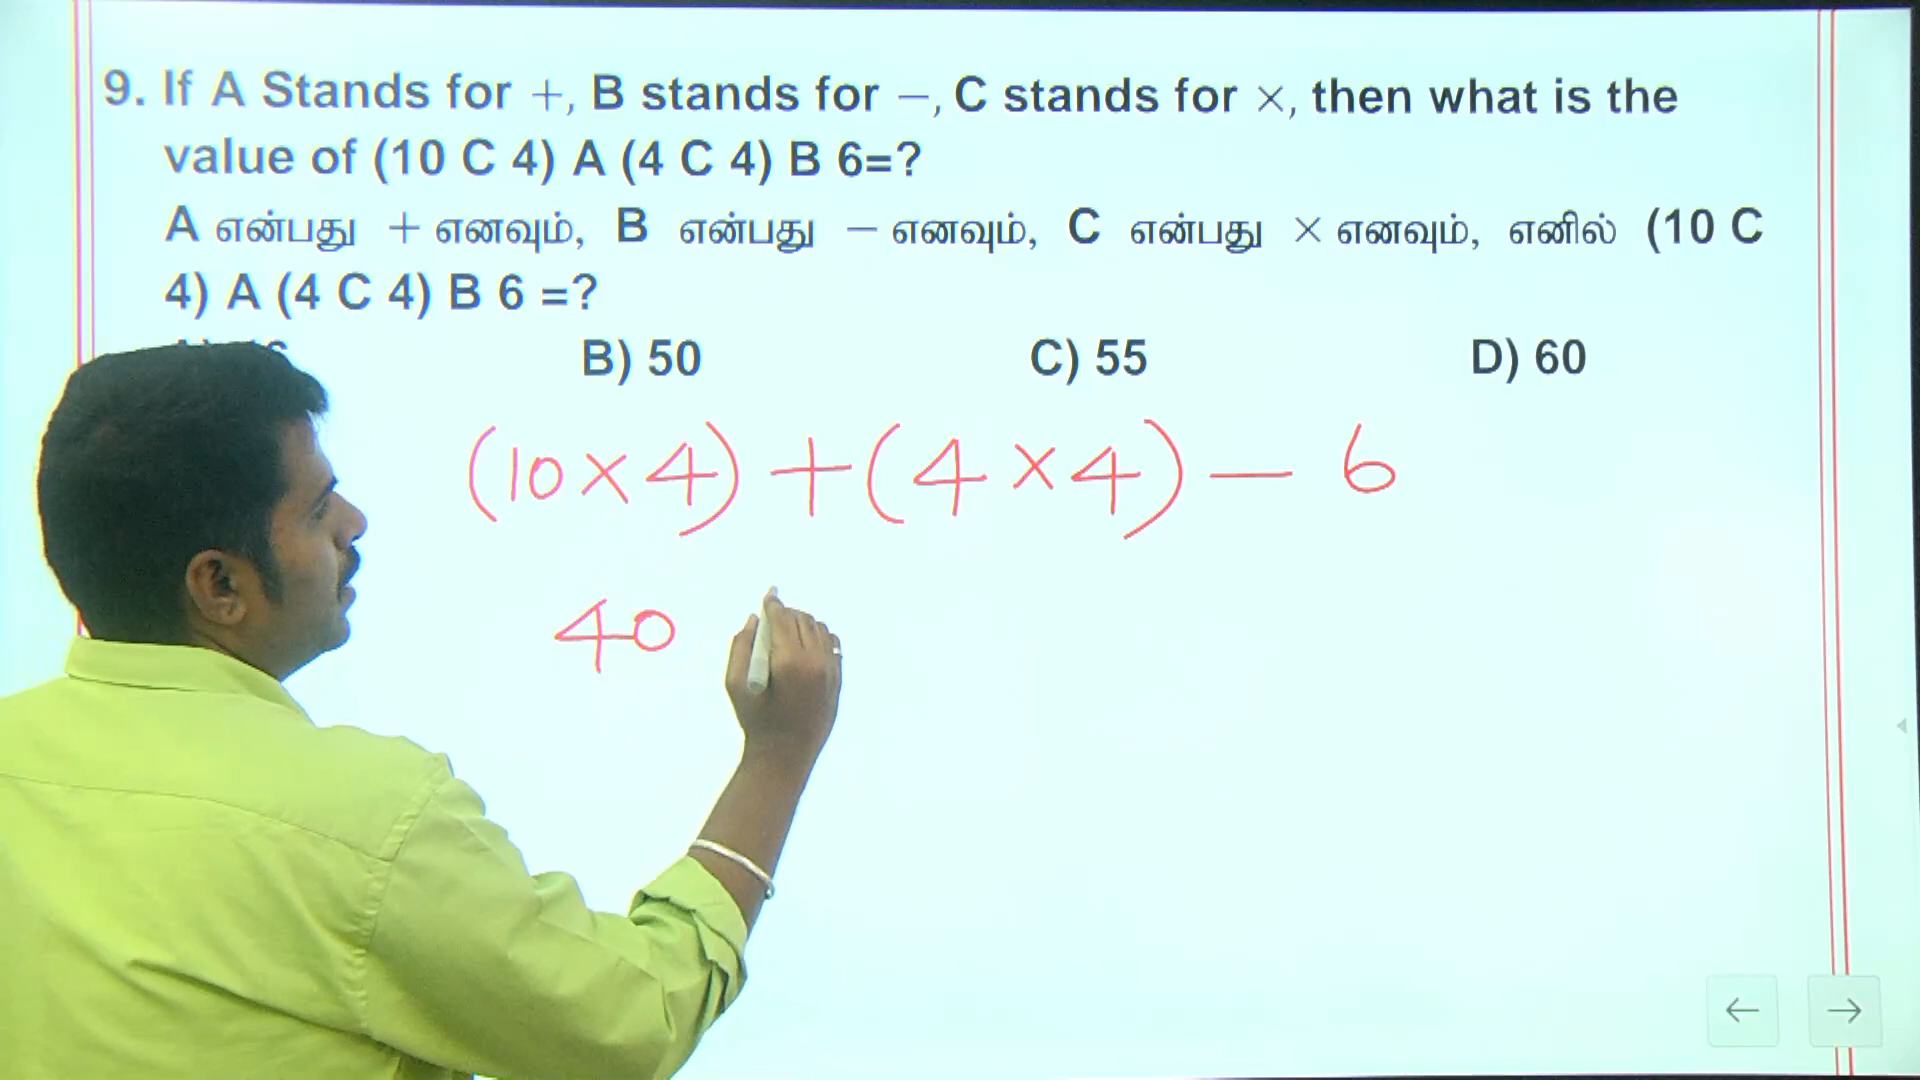 9. If A Stands for +, B stands for −, C stands for ×, then what is the
value of (10 C 4) A (4 C 4) B 6=?
A என்பது + எனவும், B என்பது − எனவும், C என்பது × எனவும், எனில் (10 C
4) A (4 C 4) B 6 =?
B) 50 C) 55 D) 60
(10×4) + (4×4) − 6
40